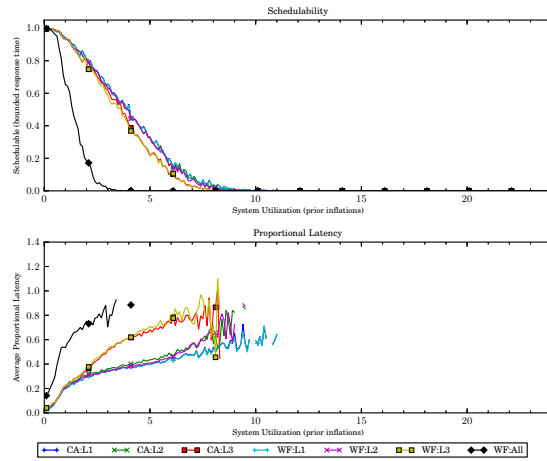 Schedulability
1.0
0.8
0.6
0.4
0.2
0.0
Schedulable (bounded response time)
0 5 10 15 20
System Utilization (prior inflations)
Proportional Latency
1.4
1.2
1.0
0.8
0.6
0.4
0.2
0.0
Average Proportional Latency
0 5 10 15 20
System Utilization (prior inflations)
CA:L1 CA:L2 CA:L3 WF:L1 WF:L2 WF:L3 WF:All